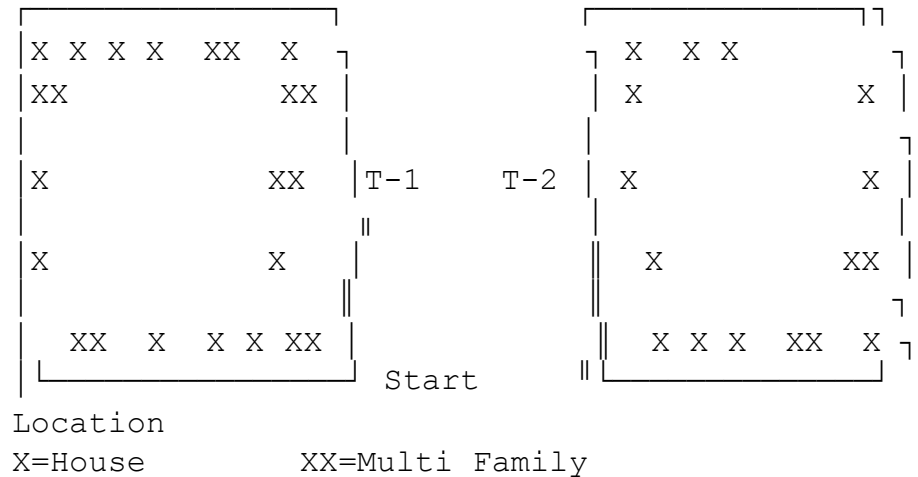 X X X X XX X X X X
XX XX X X
X XX T-1 T-2 X X
X X X XX
XX X X X XX X X X XX X
Start
Location
X=House XX=Multi Family